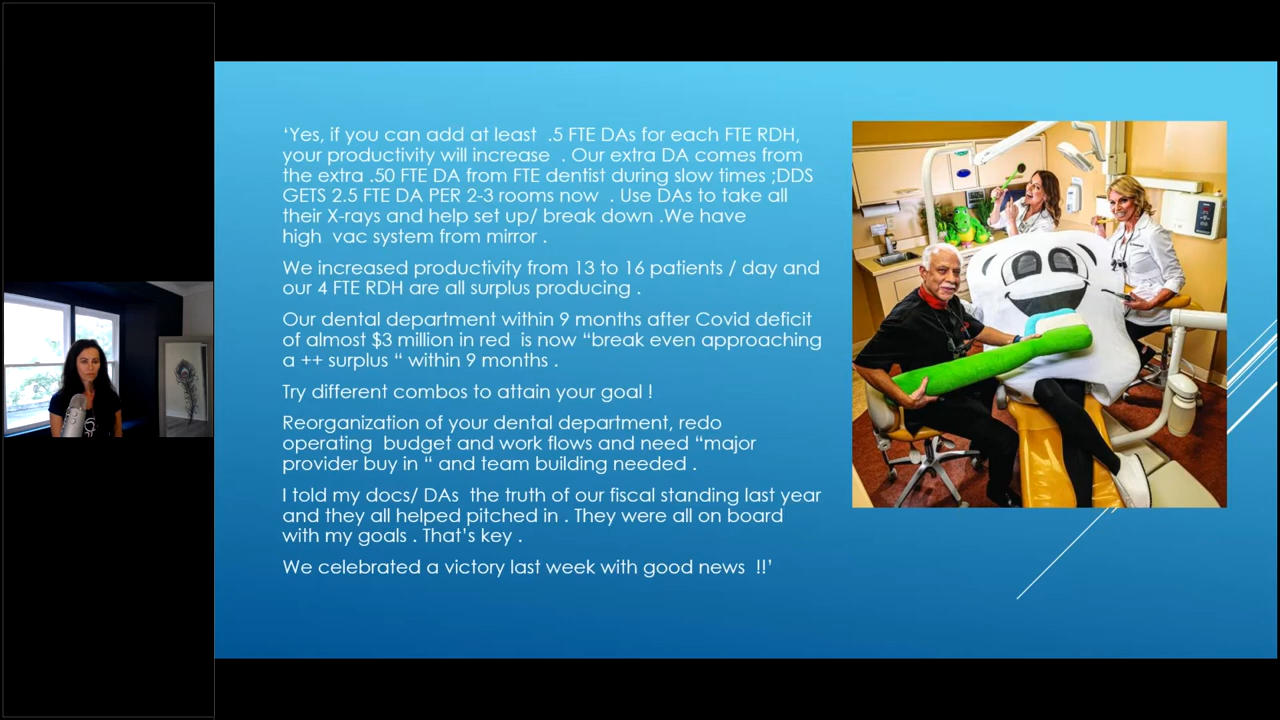 ‘Yes, if you can add at least .5 FTE DAs for each FTE RDH,
your productivity will increase . Our extra DA comes from
the extra .50 FTE DA from FTE dentist during slow times ;DDS
GETS 2.5 FTE DA PER 2-3 rooms now . Use DAs to take all
their X-rays and help set up/ break down .We have
high vac system from mirror .
We increased productivity from 13 to 16 patients / day and
our 4 FTE RDH are all surplus producing .
Our dental department within 9 months after Covid deficit
of almost $3 million in red is now “break even approaching
a ++ surplus “ within 9 months .
Try different combos to attain your goal !
Reorganization of your dental department, redo
operating budget and work flows and need “major
provider buy in “ and team building needed .
I told my docs/ DAs the truth of our fiscal standing last year
and they all helped pitched in . They were all on board
with my goals . That’s key .
We celebrated a victory last week with good news !!’